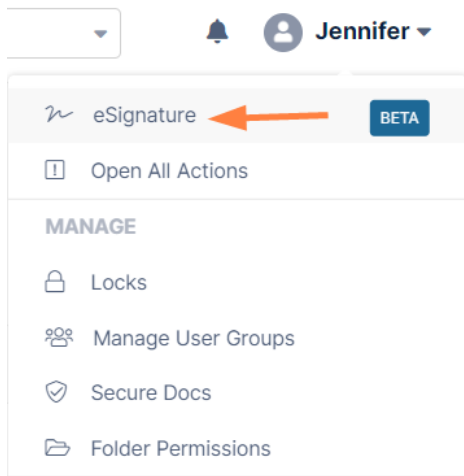 Jennifer
eSignature BETA
Open All Actions
MANAGE
Locks
Manage User Groups
Secure Docs
Folder Permissions